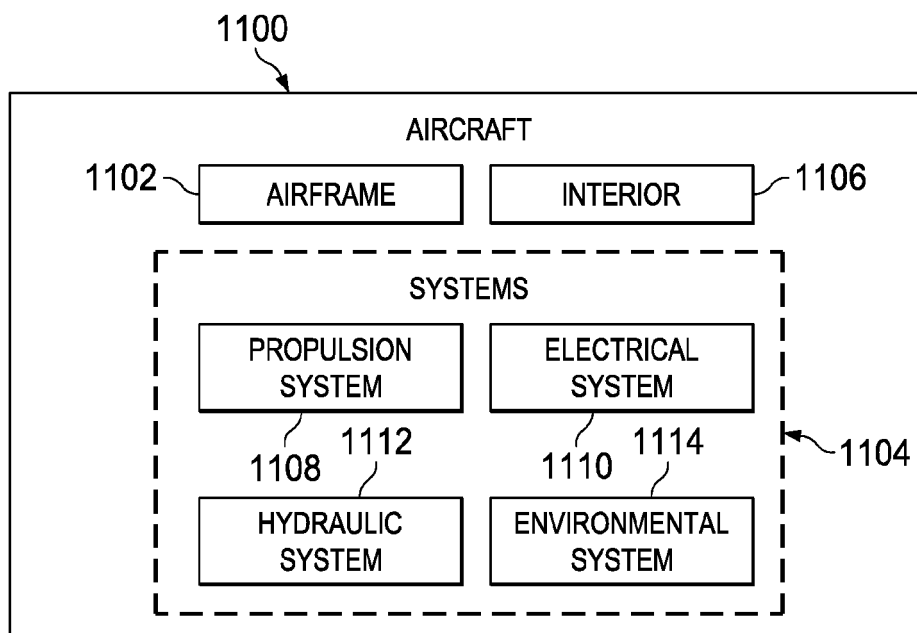 1100
AIRCRAFT
1102
AIRFRAME
INTERIOR
1106
SYSTEMS
PROPULSION
SYSTEM
ELECTRICAL
SYSTEM
1108
1112
1110
1114
1104
HYDRAULIC
SYSTEM
ENVIRONMENTAL
SYSTEM